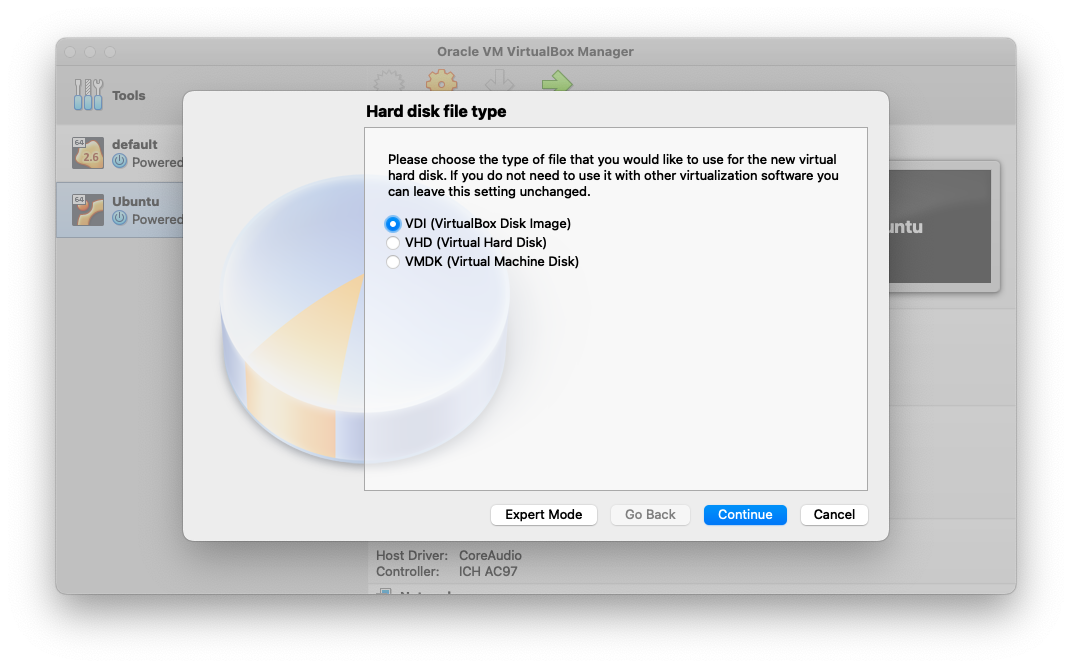 Oracle VM VirtualBox Manager
Tools
64
2.6
default
Powered
64
Ubuntu
Powered
Hard disk file type
Please choose the type of file that you would like to use for the new virtual
hard disk. If you do not need to use it with other virtualization software you
can leave this setting unchanged.
VDI (VirtualBox Disk Image)
VHD (Virtual Hard Disk)
VMDK (Virtual Machine Disk)
untu
Expert Mode
Go Back
Continue
Cancel
Host Driver: CoreAudio
Controller: ICH AC97